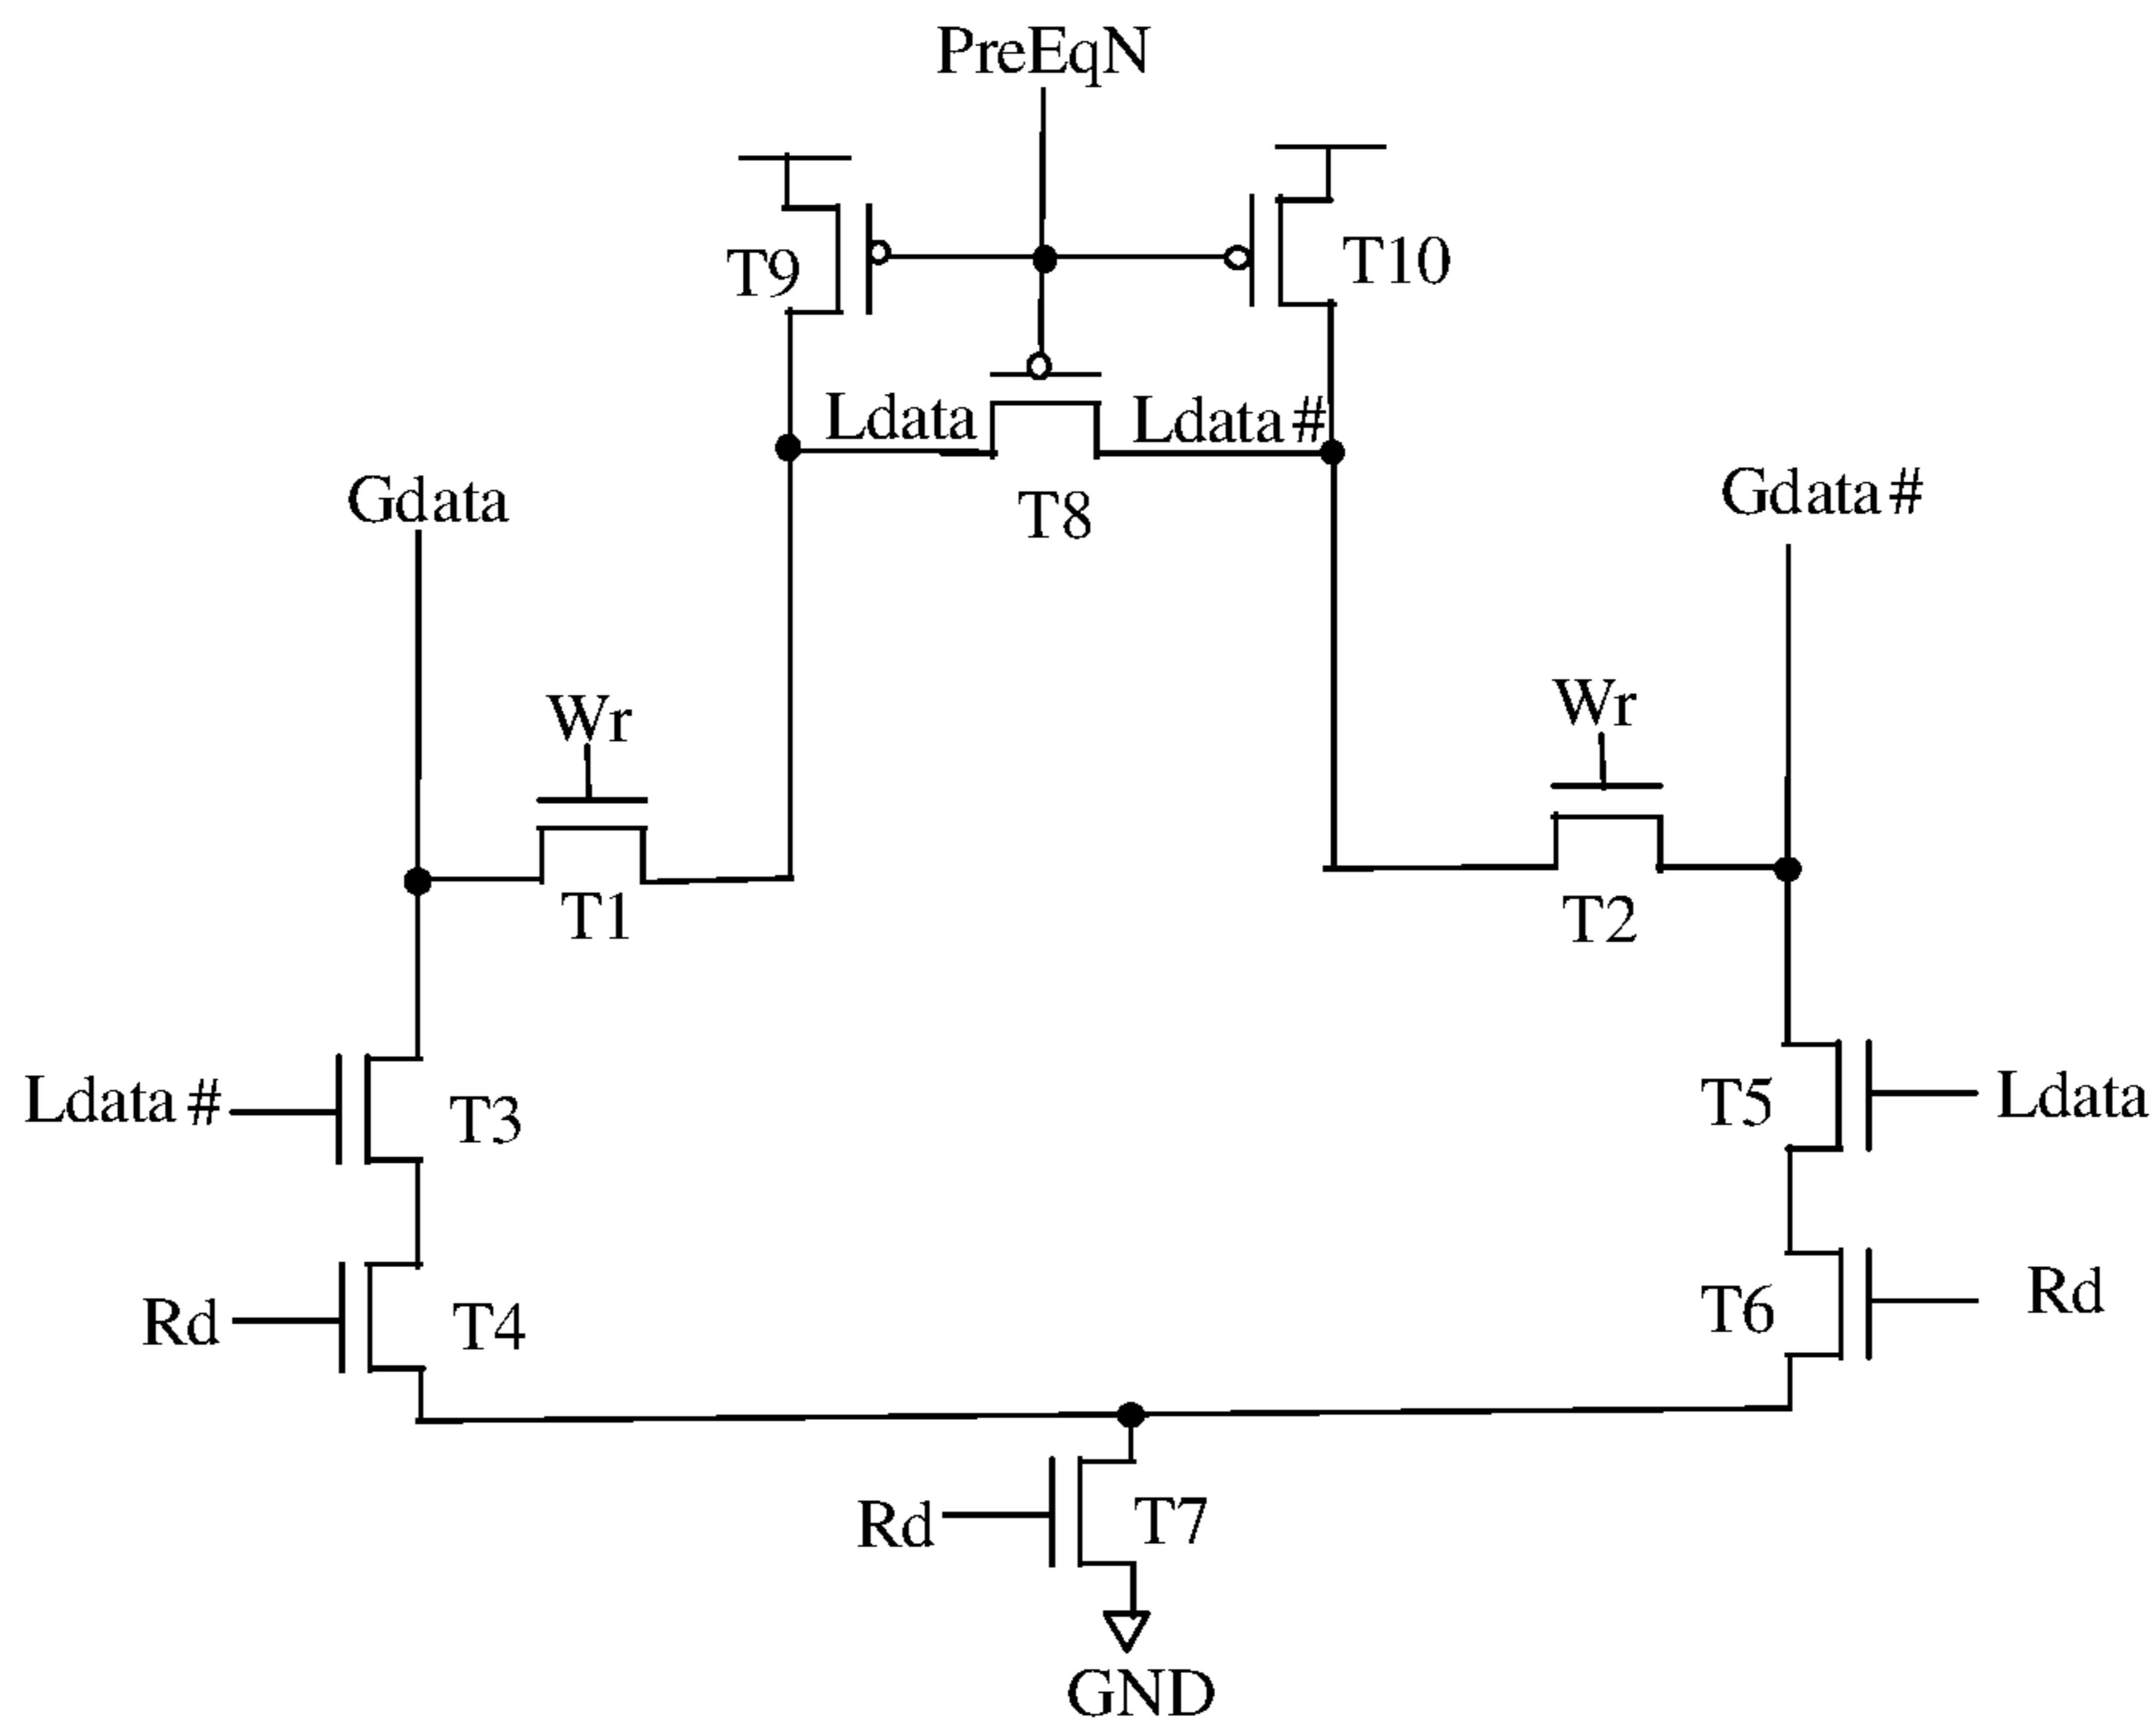 PreEqN
T9
T10
Ldata
Ldata#
T8
Gdata
Gdata#
Wr
Wr
T1
T2
Ldata#
T3
T5
Ldata
Rd
T4
T6
Rd
Rd
T7
GND